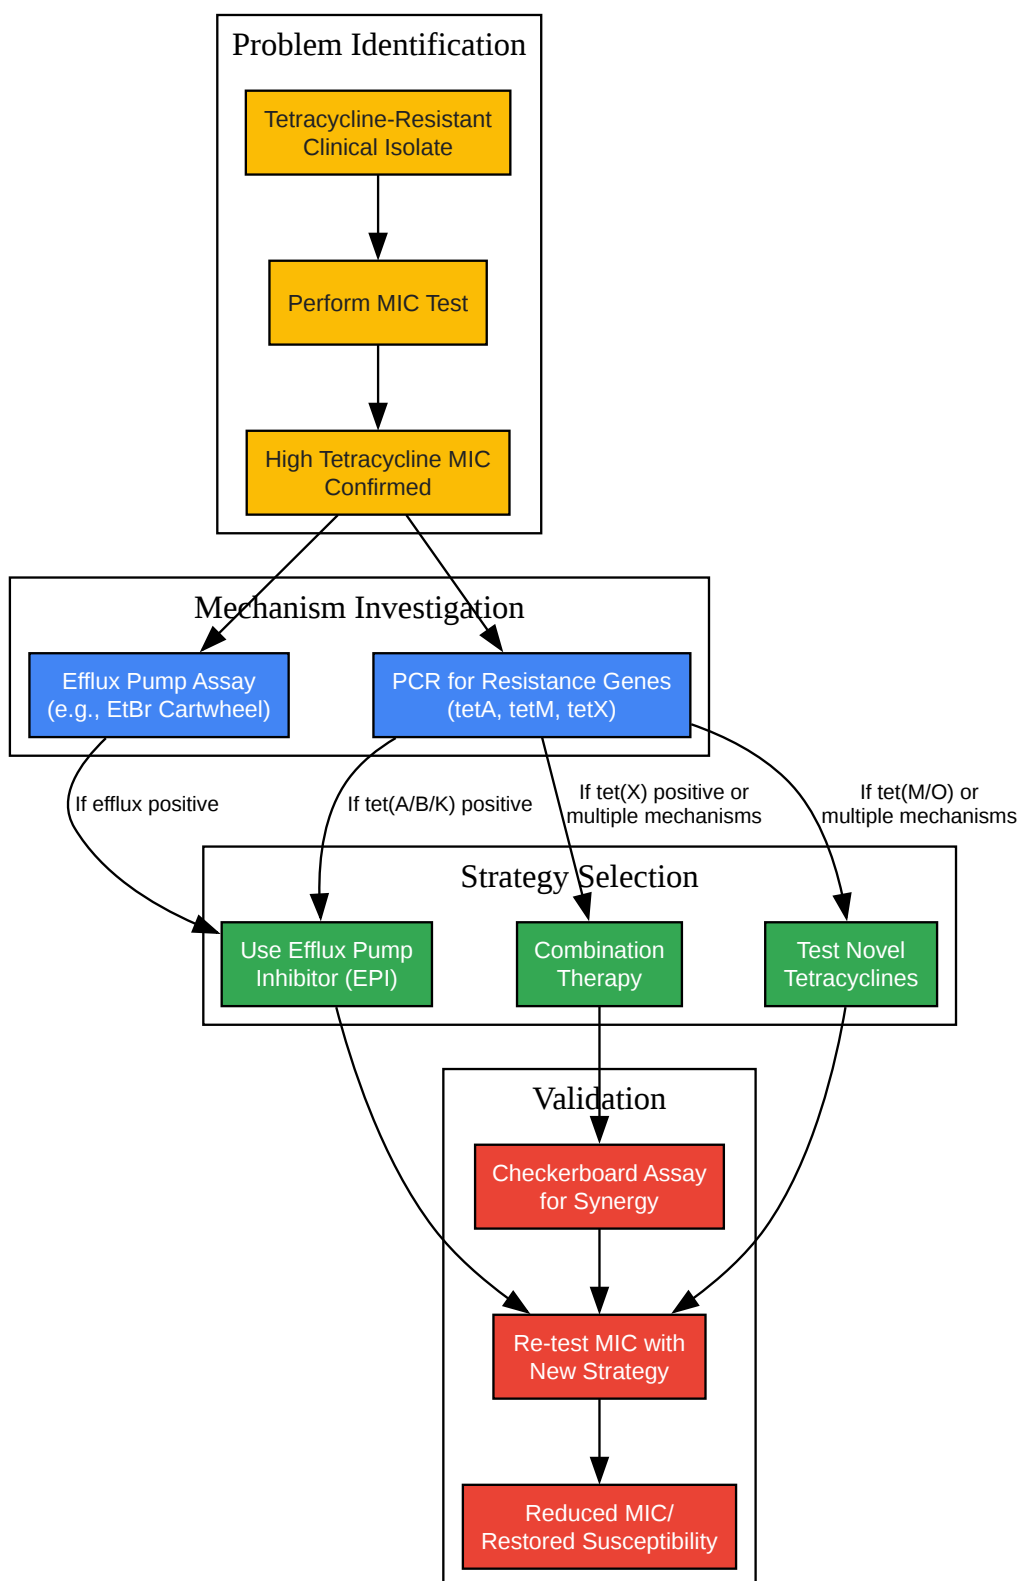 Problem Identification
Tetracycline-Resistant
Clinical Isolate
Perform MIC Test
High Tetracycline MIC
Confirmed
Mechanism Investigation
Efflux Pump Assay
(e.g., EtBr Cartwheel)
PCR for Resistance Genes
(tetA, tetM, tetX)
If efflux positive
If tet(A/B/K) positive
If tet(X) positive or
multiple mechanisms
If tet(M/O) or
multiple mechanisms
Strategy Selection
Use Efflux Pump
Inhibitor (EPI)
Combination
Therapy
Test Novel
Tetracyclines
Validation
Checkerboard Assay
for Synergy
Re-test MIC with
New Strategy
Reduced MIC/
Restored Susceptibility